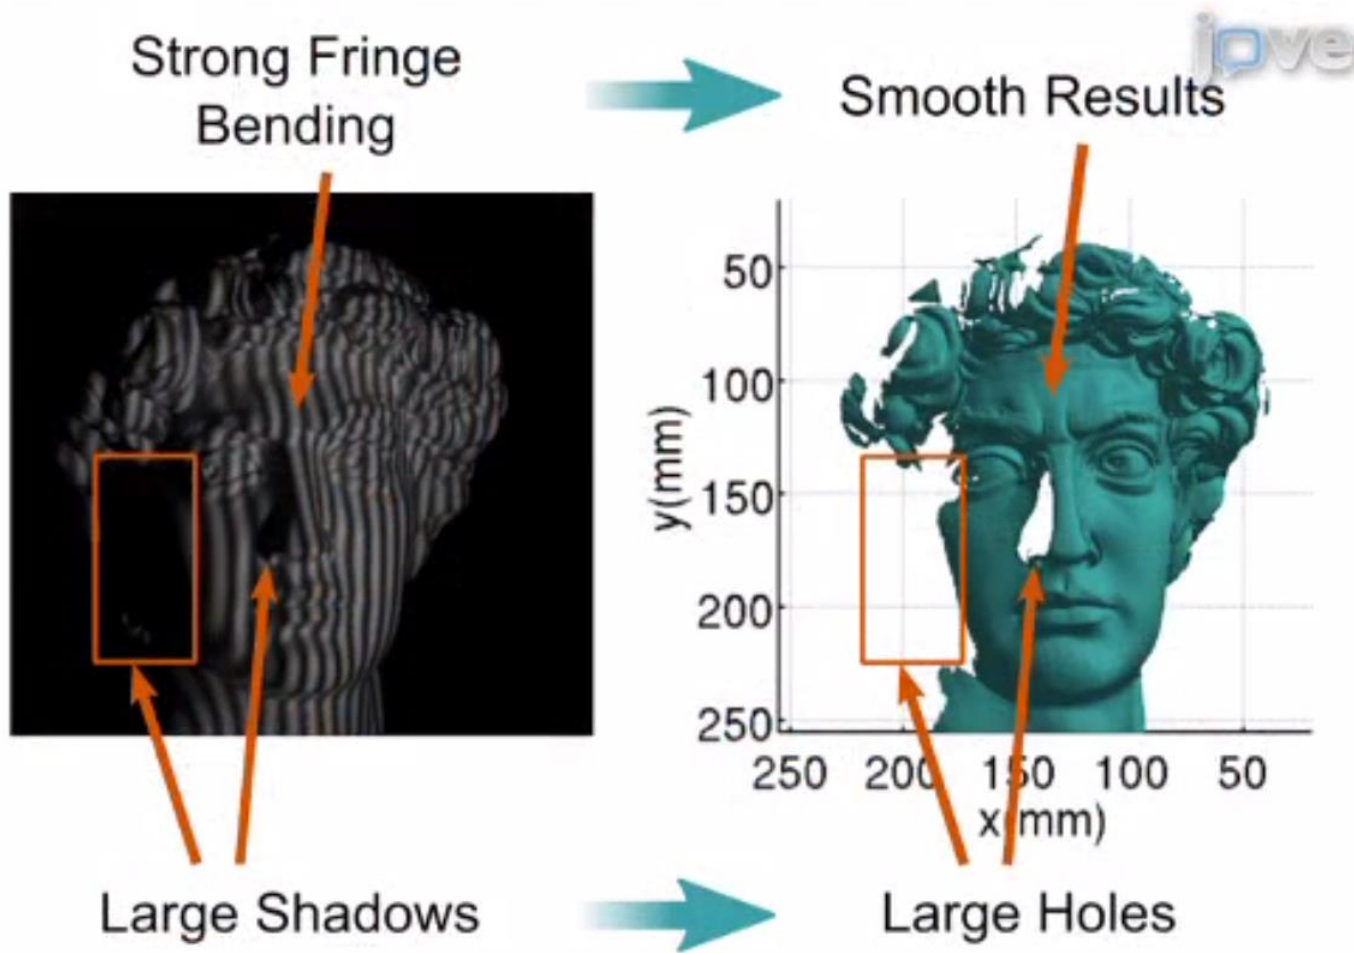 jove
Strong Fringe
Bending
Smooth Results
50
100
150
200
250
y(mm)
250 200 150 100 50
x(mm)
Large Shadows
Large Holes